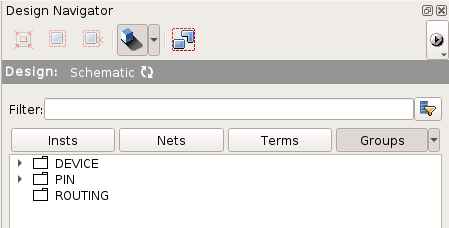 Design Navigator
Design: Schematic
Filter:
Insts Nets Terms Groups
DEVICE
PIN
ROUTING